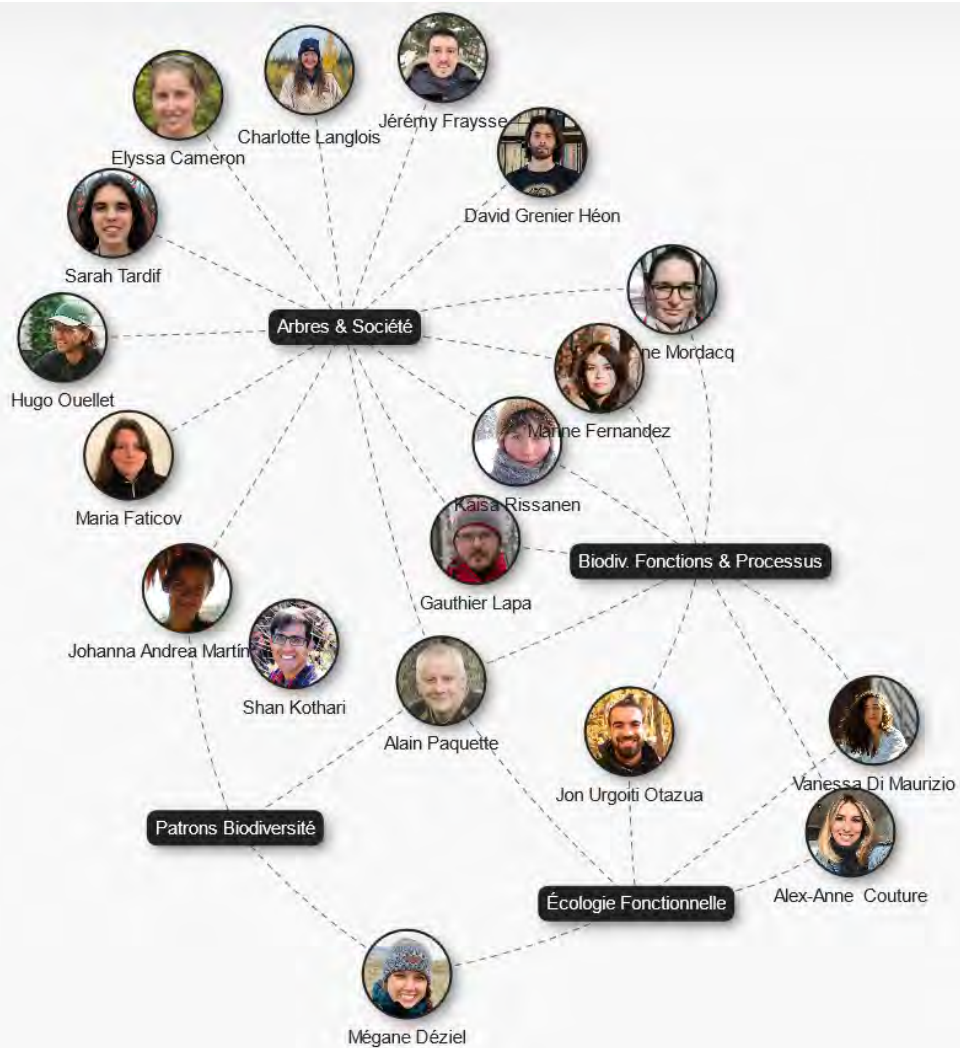 Elyssa Cameron
Charlotte Langlois
Jérémy Fraysse
David Grenier Héon
Sarah Tardif
Arbres & Société
ne Mordacq
Hugo Ouellet
Marine Fernandez
Kaisa Rissanen
Maria Faticov
Biodiv. Fonctions & Processus
Gauthier Lapa
Johanna Andrea Martín
Shan Kothari
Alain Paquette
Jon Urgoiti Otazua
Vanessa Di Maurizio
Patrons Biodiversité
Écologie Fonctionnelle
Alex-Anne Couture
Mégane Déziel